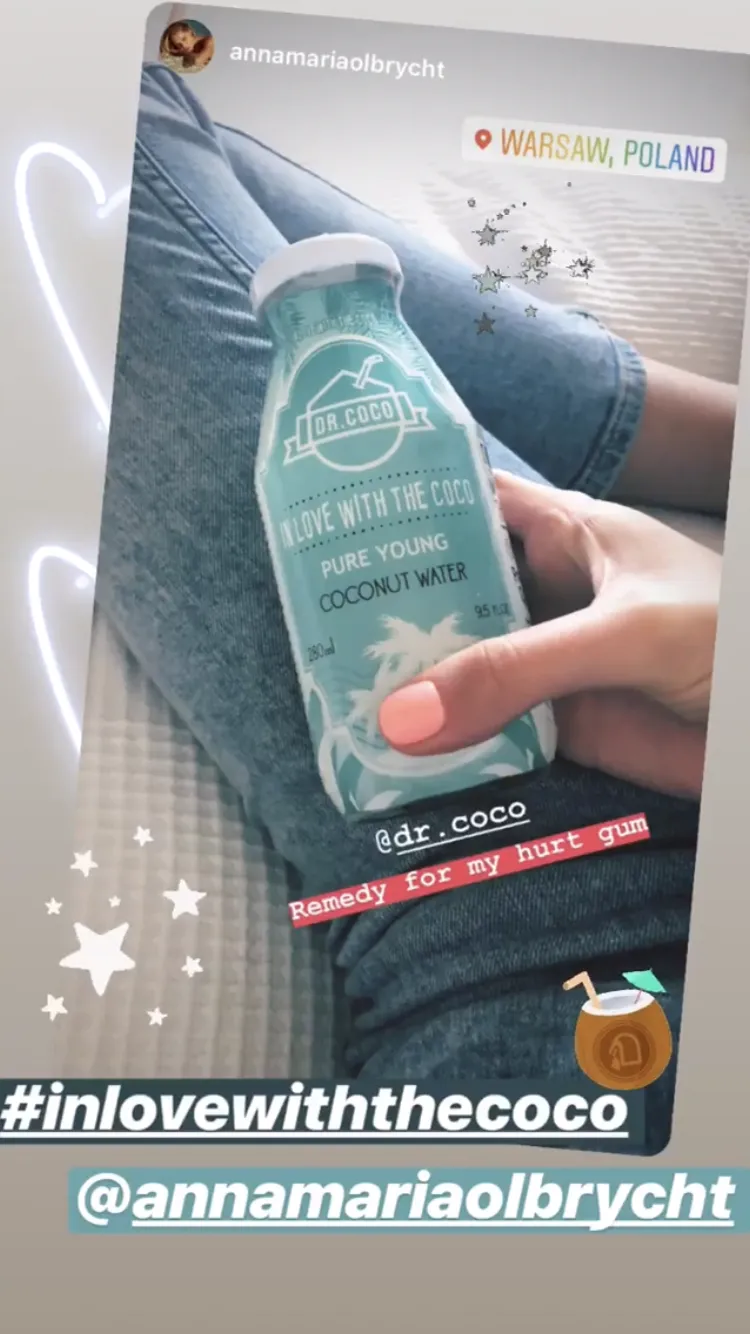 annamariaolbrycht
WARSAW, POLAND
DR.COCO
IN LOVE WITH THE COCO
PURE YOUNG
COCONUT WATER
280ml
9.5 fl oz
@dr.coco
Remedy for my hurt gum
#inlovewiththecoco
@annamariaolbrycht